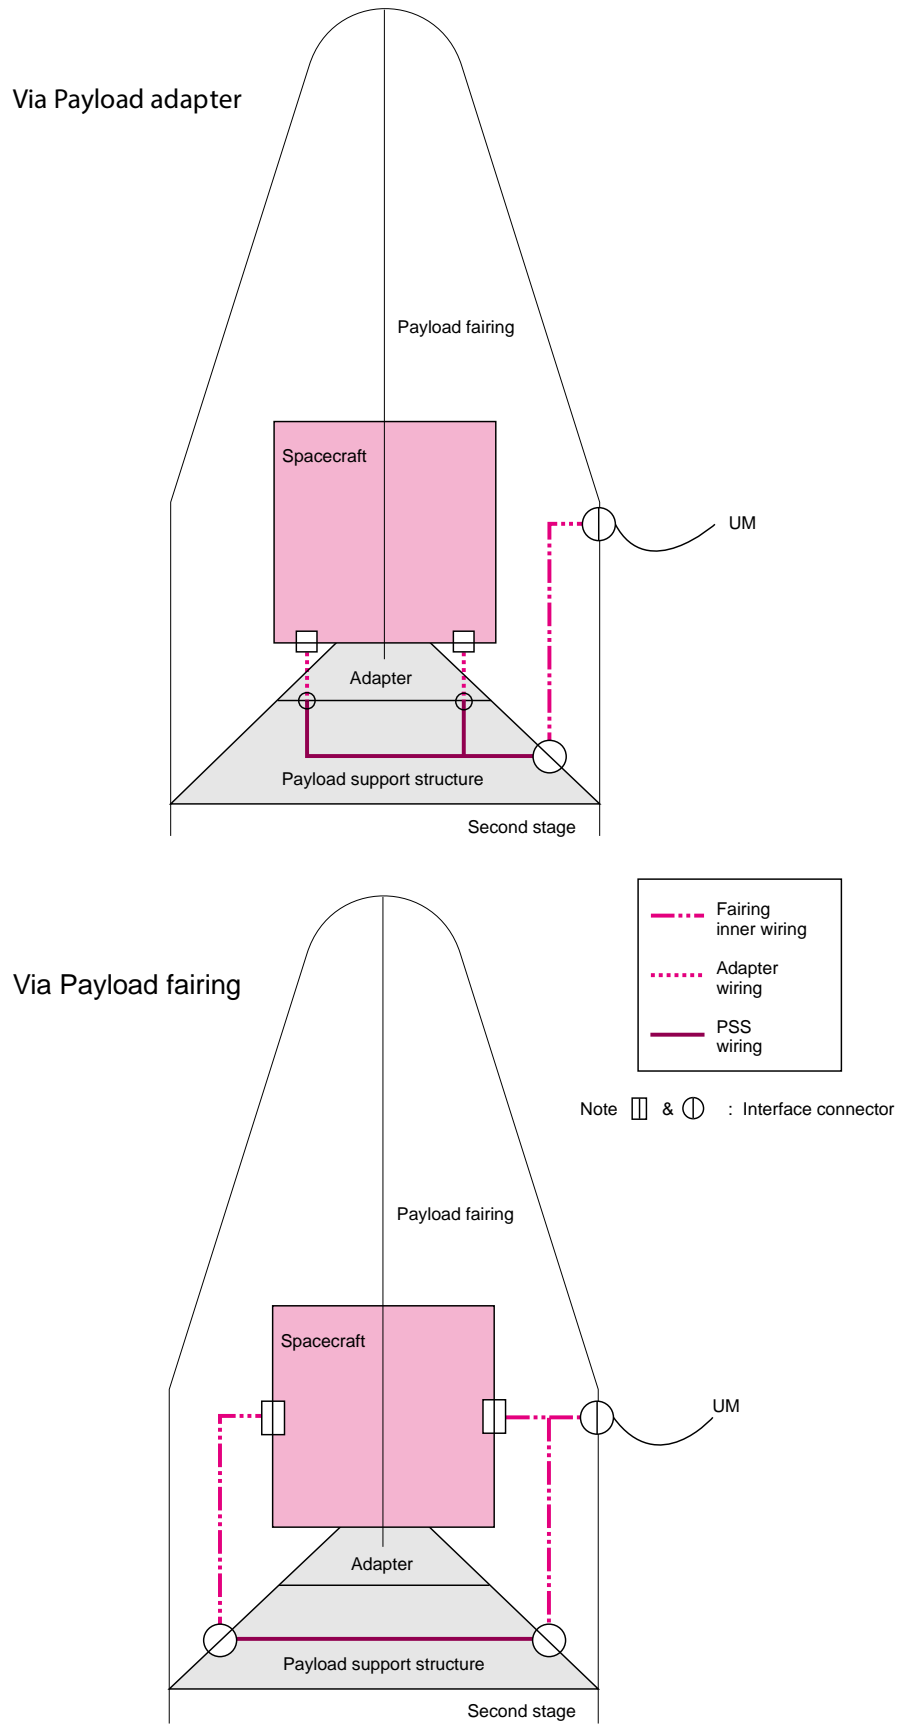 Via Payload adapter
Payload fairing
Spacecraft
UM
Adapter
Payload support structure
Second stage
Fairing
inner wiring
Adapter
wiring
PSS
wiring
Note & : Interface connector
Via Payload fairing
Payload fairing
Spacecraft
UM
Adapter
Payload support structure
Second stage